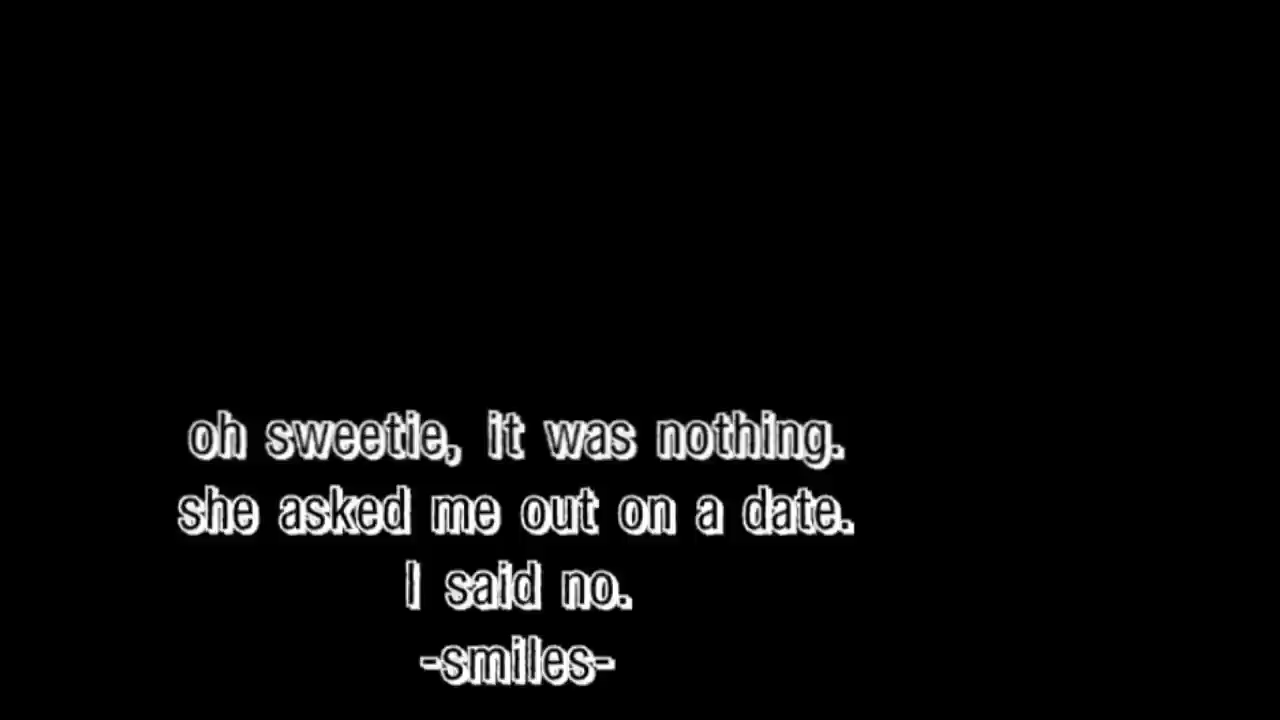 oh sweetie, it was nothing.
she asked me out on a date.
I said no.
-smiles-